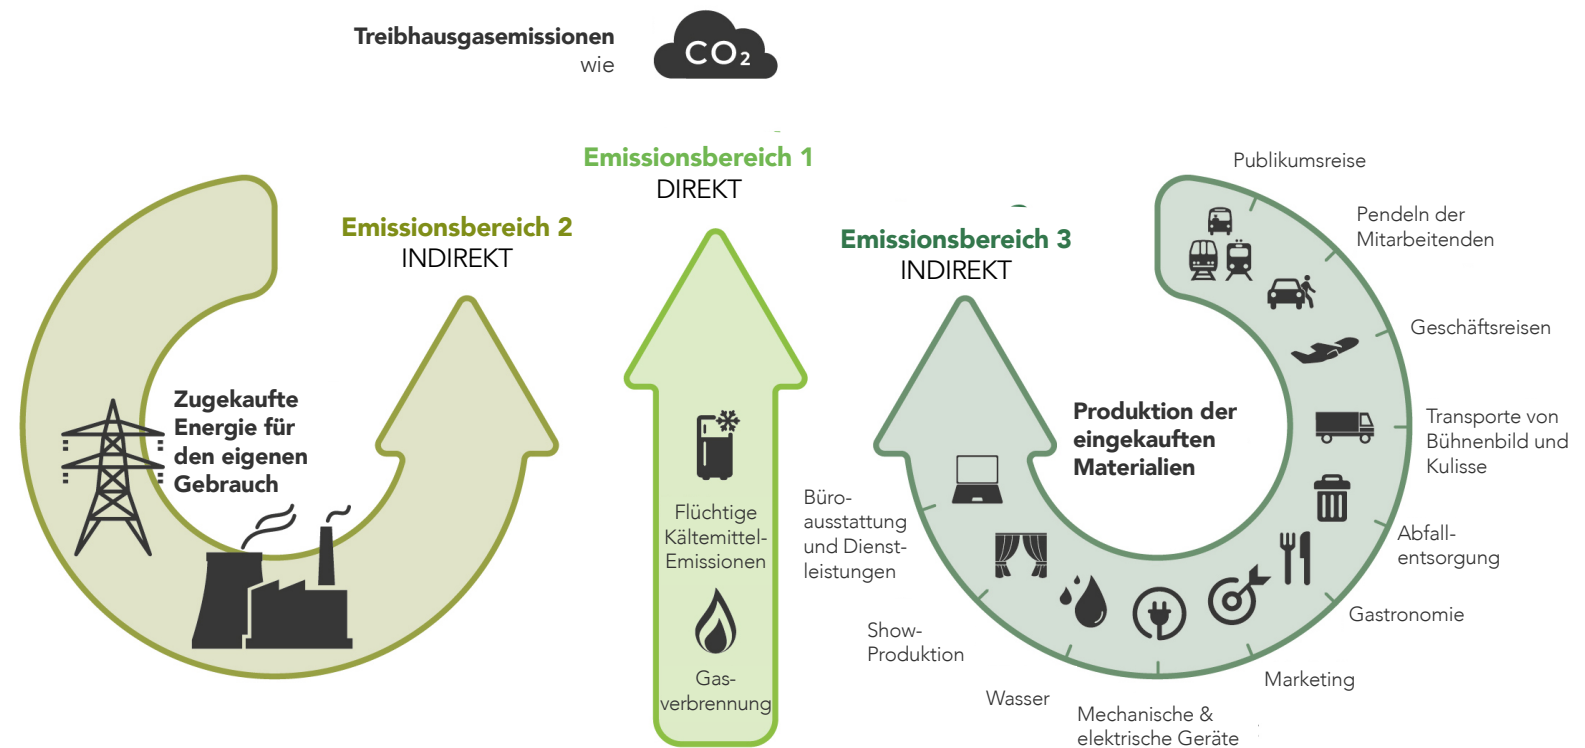 Treibhausgasemissionen
wie
CO2
Emissionsbereich 1
DIREKT
Emissionsbereich 2
INDIREKT
Emissionsbereich 3
INDIREKT
Zugekaufte
Energie für
den eigenen
Gebrauch
Flüchtige
Kältemittel-
Emissionen
Gas-
verbrennung
Produktion der
eingekauften
Materialien
Publikumsreise
Pendeln der
Mitarbeitenden
Geschäftsreisen
Transporte von
Bühnenbild und
Kulisse
Abfall-
entsorgung
Gastronomie
Marketing
Mechanische &
elektrische Geräte
Wasser
Show-
Produktion
Büro-
ausstattung
und Dienst-
leistungen